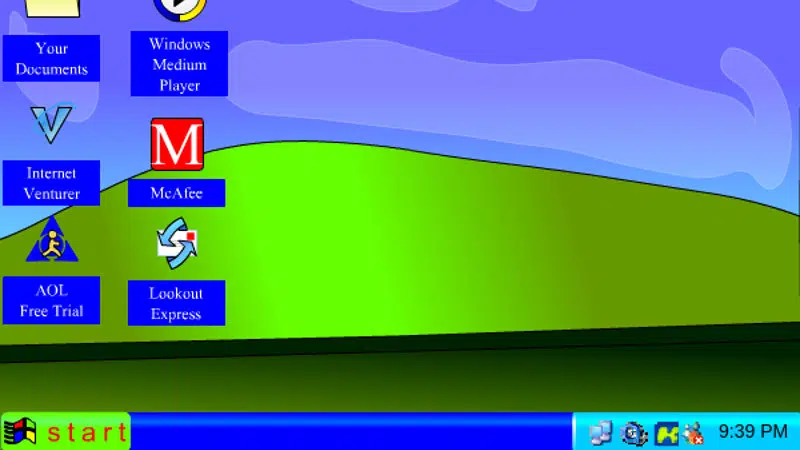 Your
Documents
Windows
Medium
Player
Internet
Venturer
M
McAfee
AOL
Free Trial
Lookout
Express
start
9:39 PM